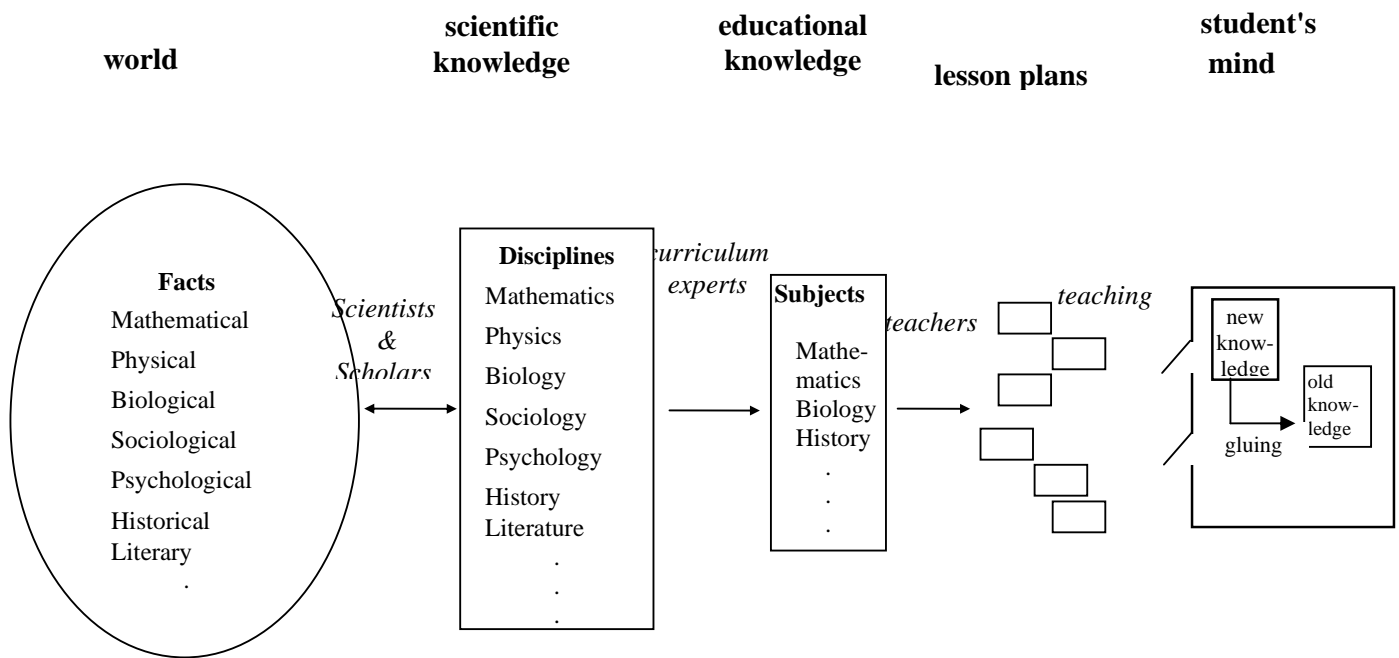 world
scientific
knowledge
educational
knowledge
lesson plans
student's
mind
Facts
Mathematical
Physical
Biological
Sociological
Psychological
Historical
Literary
.
Scientists
&
Scholars
Disciplines
Mathematics
Physics
Biology
Sociology
Psychology
History
Literature
.
.
.
curriculum
experts
Subjects
Mathe-
matics
Biology
History
.
.
.
teachers
teaching
new
know-
ledge
gluing
old
know-
ledge